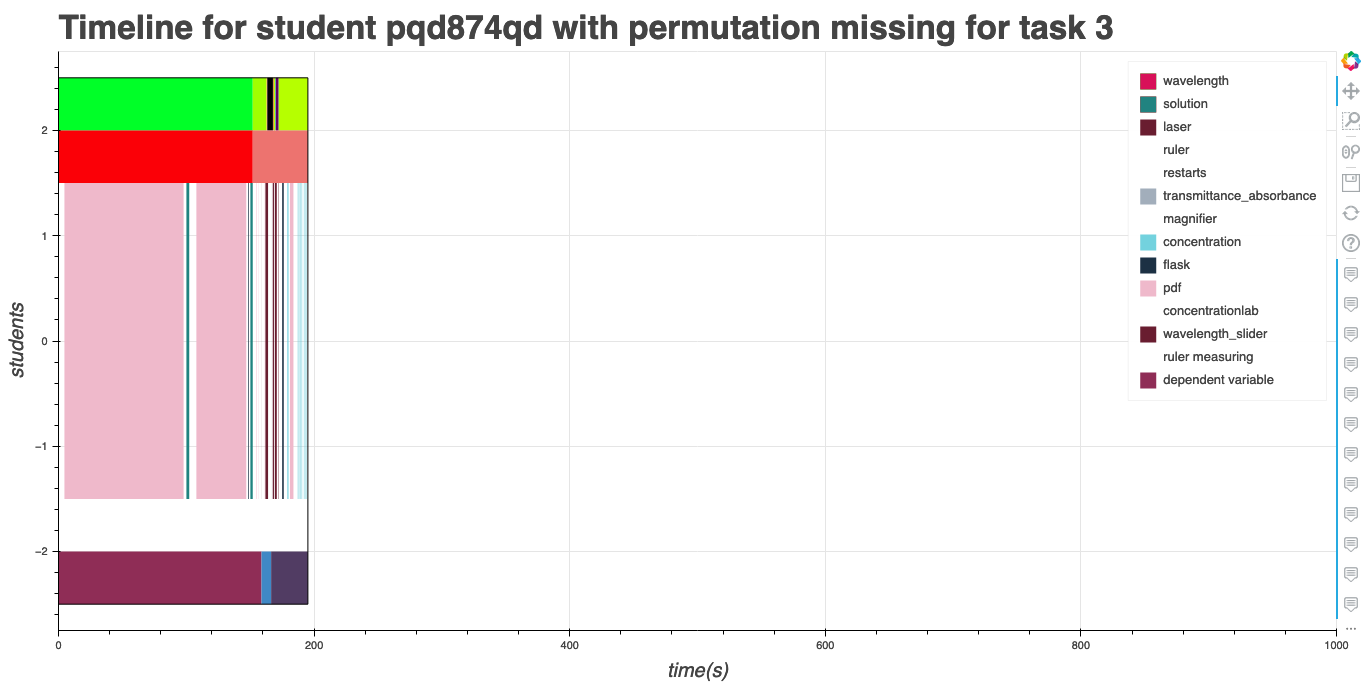 Timeline for student pqd874qd with permutation missing for task 3
wavelength
solution
laser
ruler
restarts
transmittance_absorbance
magnifier
concentration
flask
pdf
concentrationlab
wavelength_slider
ruler measuring
dependent variable
students
2
1
0
−1
−2
0 200 400 600 800 1000
time(s)